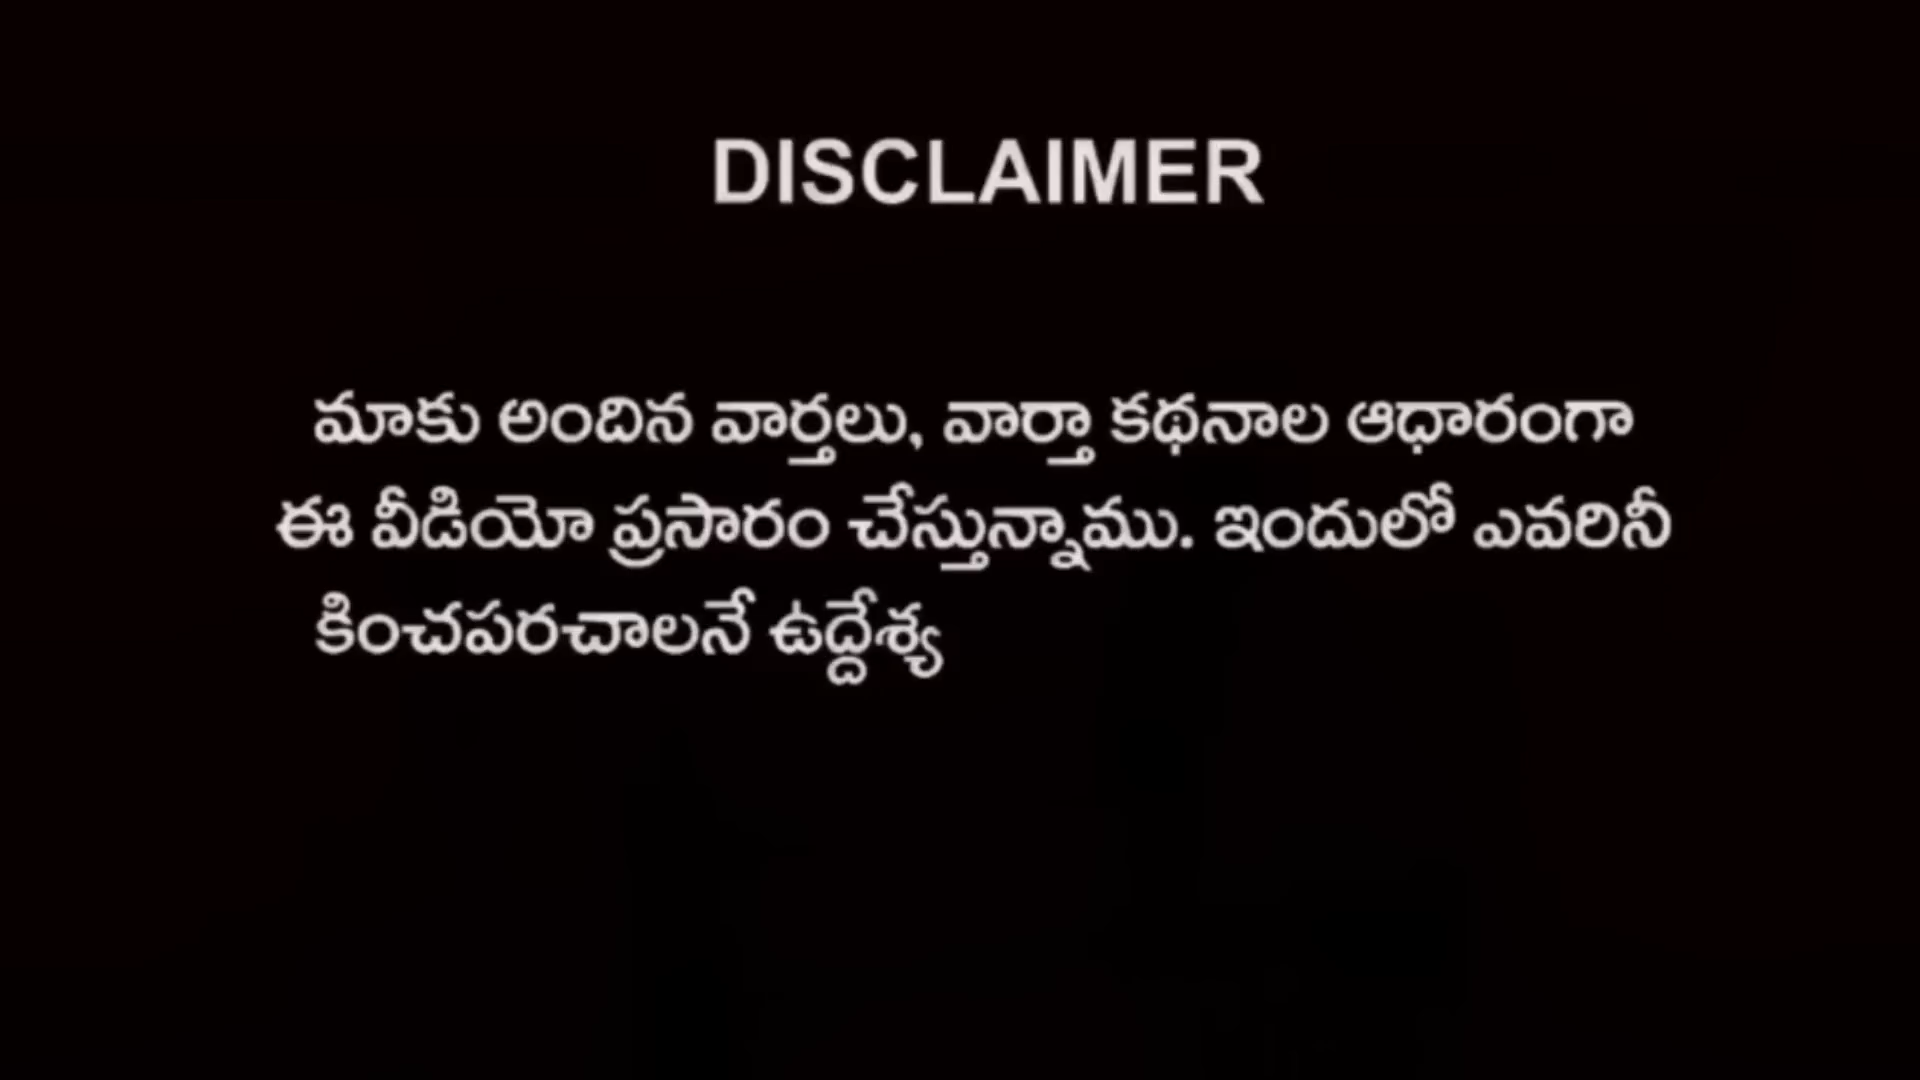 DISCLAIMER
మాకు అందిన వార్తలు, వార్తా కథనాల ఆధారంగా
ఈ వీడియో ప్రసారం చేస్తున్నాము. ఇందులో ఎవరినీ
కించపరచాలనే ఉద్దేశ్య